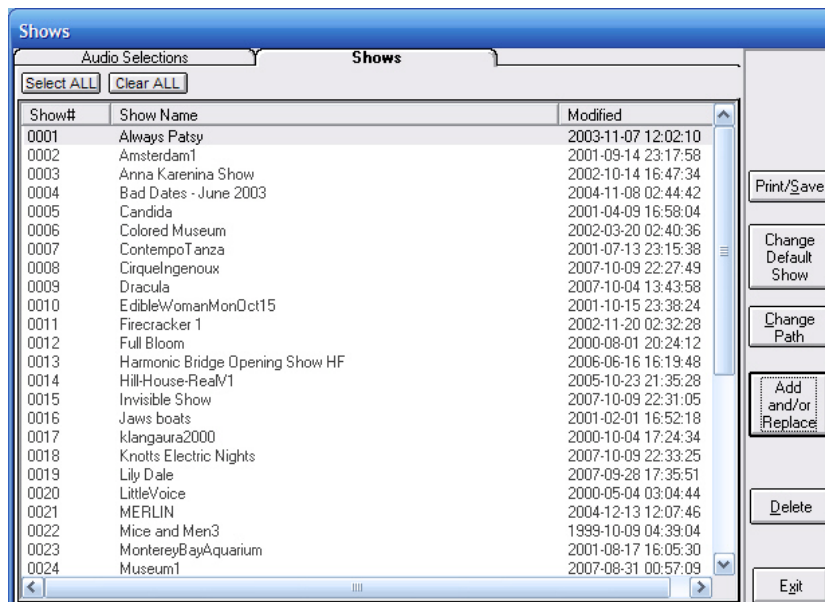 Shows
Audio Selections Shows
Select ALL Clear ALL
Show# Show Name Modified
0001 Always Patsy 2003-11-07 12:02:10
0002 Amsterdam1 2001-09-14 23:17:58
0003 Anna Karenina Show 2002-10-14 16:47:34
0004 Bad Dates - June 2003 2004-11-08 02:44:42
0005 Candida 2001-04-09 16:58:04
0006 Colored Museum 2002-03-20 02:40:36
0007 ContempoTanza 2001-07-13 23:15:38
0008 CirqueIngenoux 2007-10-09 22:27:49
0009 Dracula 2007-10-04 13:43:58
0010 EdibleWomanMonOct15 2001-10-15 23:38:24
0011 Firecracker 1 2002-11-20 02:32:28
0012 Full Bloom 2000-08-01 20:24:12
0013 Harmonic Bridge Opening Show HF 2006-06-16 16:19:48
0014 Hill-House-RealV1 2005-10-23 21:35:28
0015 Invisible Show 2007-10-09 22:31:05
0016 Jaws boats 2001-02-01 16:52:18
0017 klangaura2000 2000-10-04 17:24:34
0018 Knotts Electric Nights 2007-10-09 22:33:25
0019 Lily Dale 2007-09-28 17:35:51
0020 LittleVoice 2000-05-04 03:04:44
0021 MERLIN 2004-12-13 12:07:46
0022 Mice and Men3 1999-10-09 04:39:04
0023 MontereyBayAquarium 2001-08-17 16:05:30
0024 Museum1 2007-08-31 00:57:09
Print/Save
Change
Default
Show
Change
Path
Add
and/or
Replace
Delete
Exit